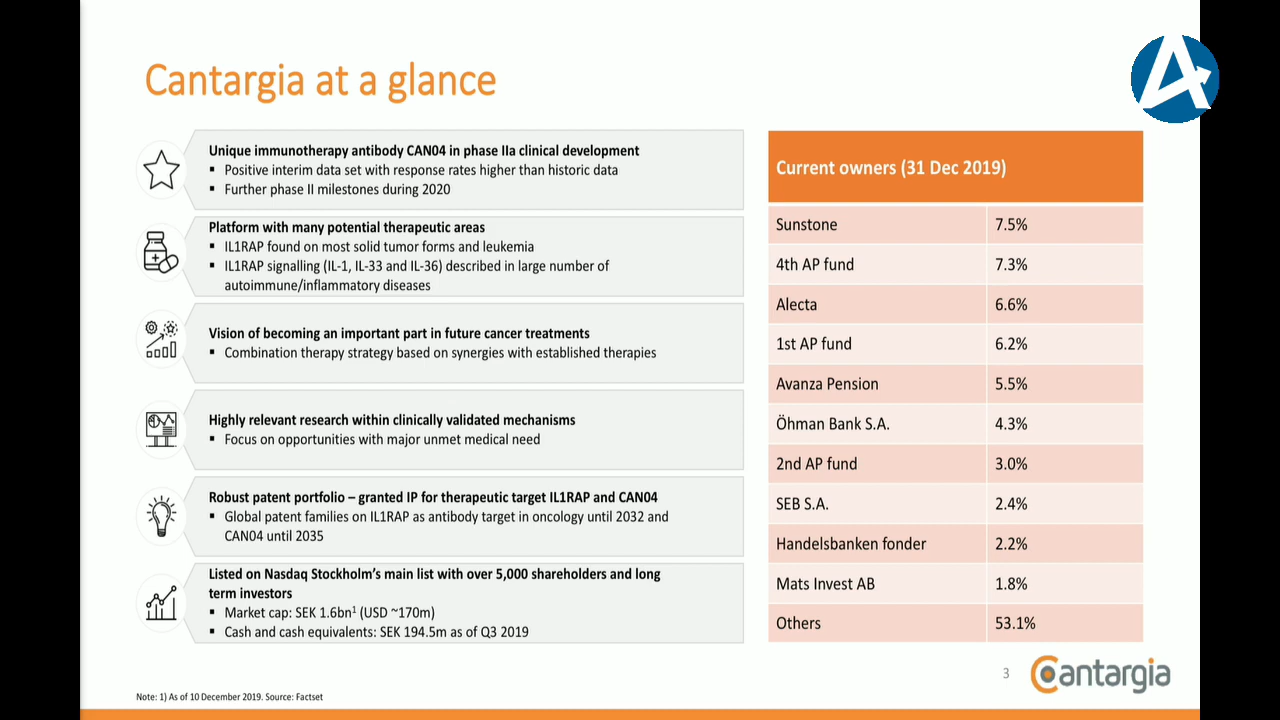 Cantargia at a glance
Unique immunotherapy antibody CAN04 in phase IIa clinical development
▪ Positive interim data set with response rates higher than historic data
▪ Further phase II milestones during 2020
Platform with many potential therapeutic areas
▪ IL1RAP found on most solid tumor forms and leukemia
▪ IL1RAP signalling (IL-1, IL-33 and IL-36) described in large number of
autoimmune/inflammatory diseases
Vision of becoming an important part in future cancer treatments
▪ Combination therapy strategy based on synergies with established therapies
Highly relevant research within clinically validated mechanisms
▪ Focus on opportunities with major unmet medical need
Robust patent portfolio – granted IP for therapeutic target IL1RAP and CAN04
▪ Global patent families on IL1RAP as antibody target in oncology until 2032 and
CAN04 until 2035
Listed on Nasdaq Stockholm's main list with over 5,000 shareholders and long
term investors
▪ Market cap: SEK 1.6bn¹ (USD ~170m)
▪ Cash and cash equivalents: SEK 194.5m as of Q3 2019
Current owners (31 Dec 2019)
Sunstone 7.5%
4th AP fund 7.3%
Alecta 6.6%
1st AP fund 6.2%
Avanza Pension 5.5%
Öhman Bank S.A. 4.3%
2nd AP fund 3.0%
SEB S.A. 2.4%
Handelsbanken fonder 2.2%
Mats Invest AB 1.8%
Others 53.1%
3
Cantargia
Note: 1) As of 10 December 2019. Source: Factset